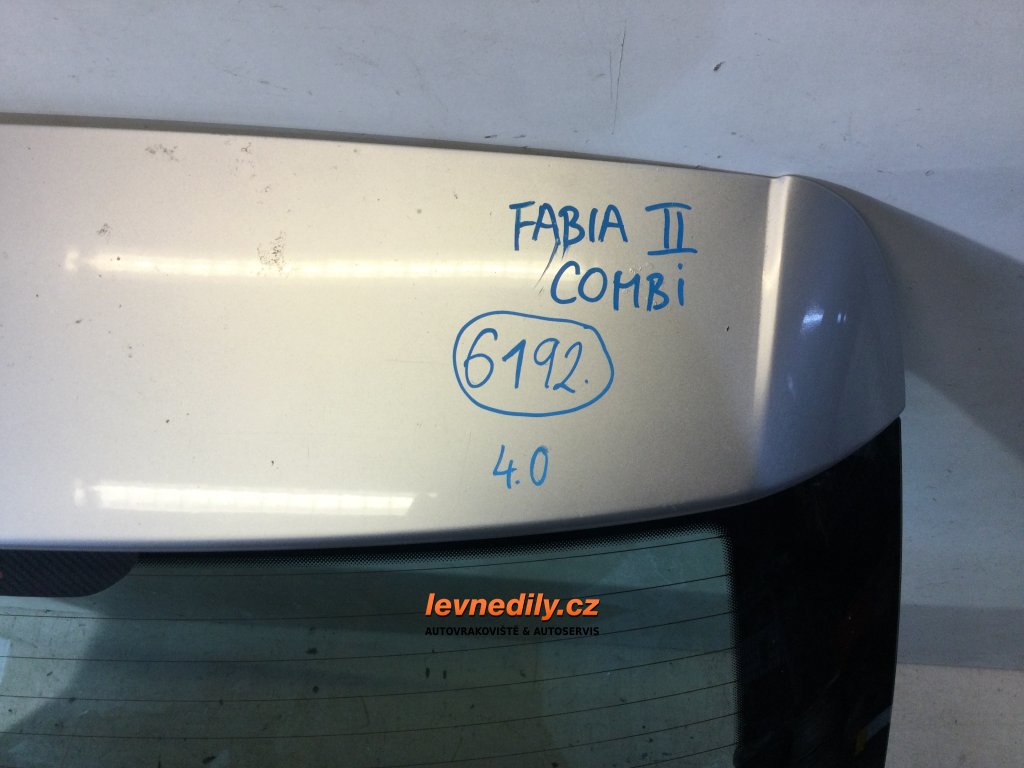 FABIA II
COMBi
6192.
4.0
levnedily.cz
AUTOVRAKOVIŠTĚ & AUTOSERVIS